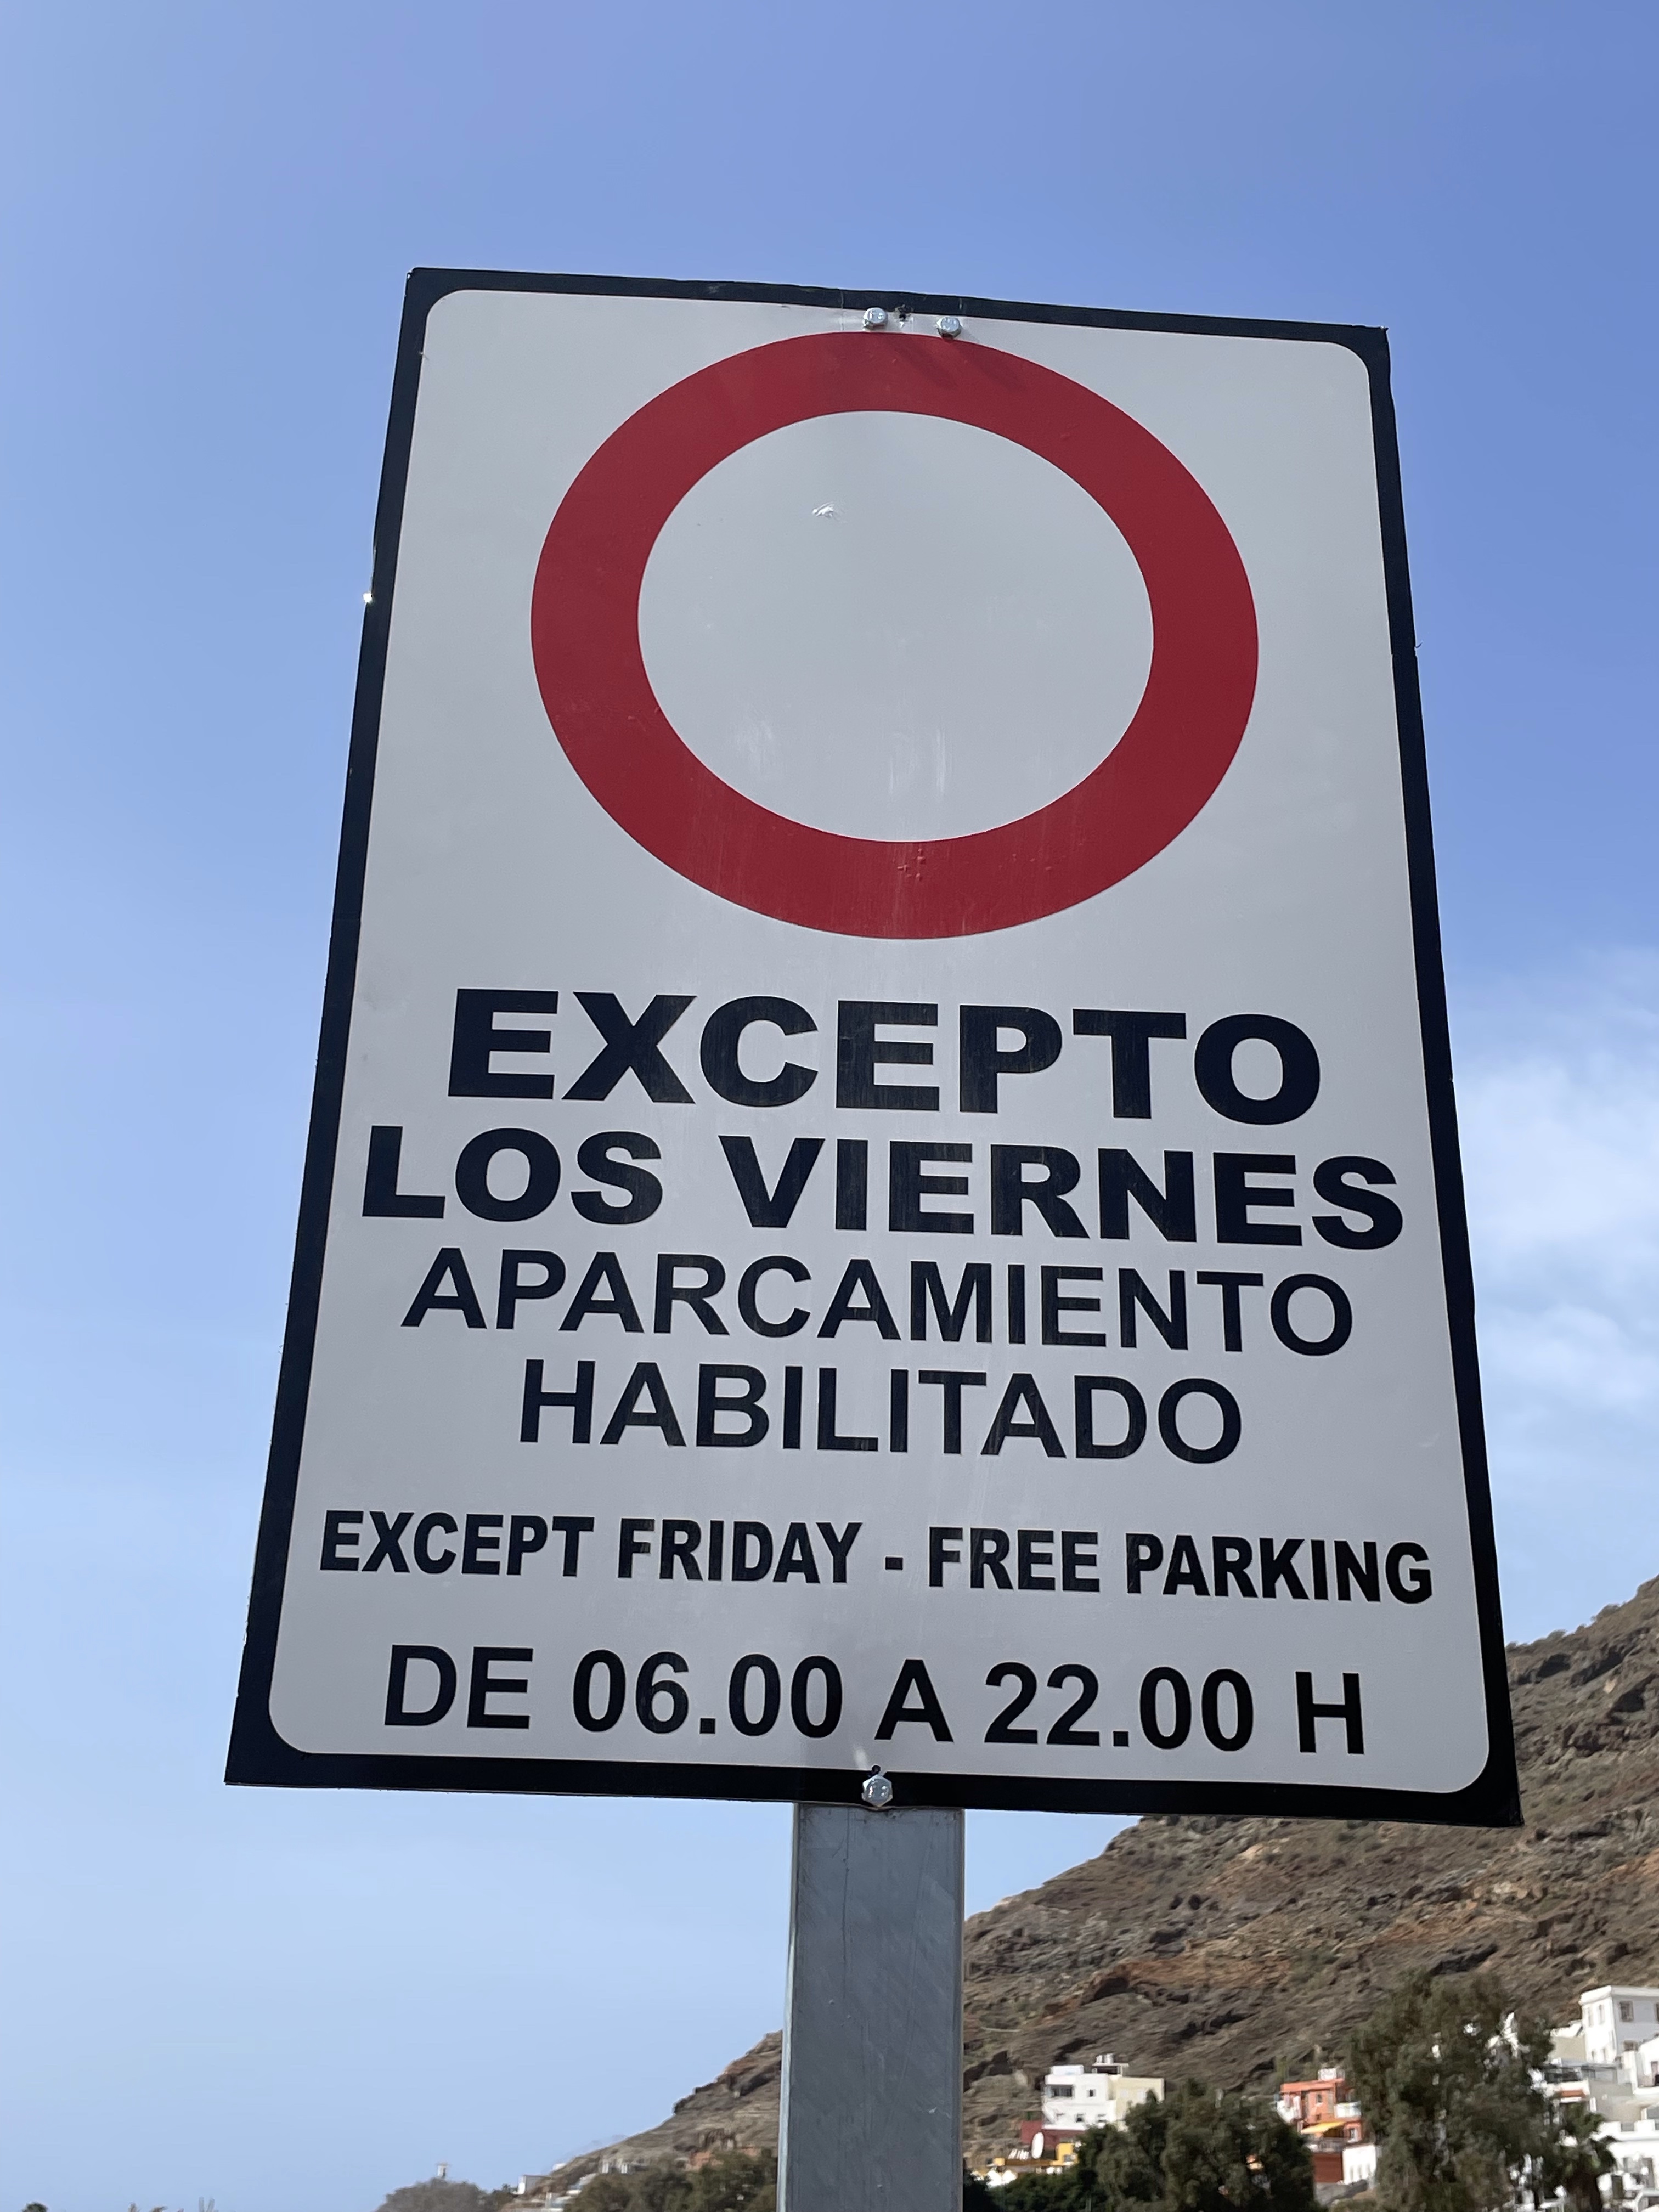 EXCEPTO
LOS VIERNES
APARCAMIENTO
HABILITADO
EXCEPT FRIDAY - FREE PARKING
DE 06.00 A 22.00 H